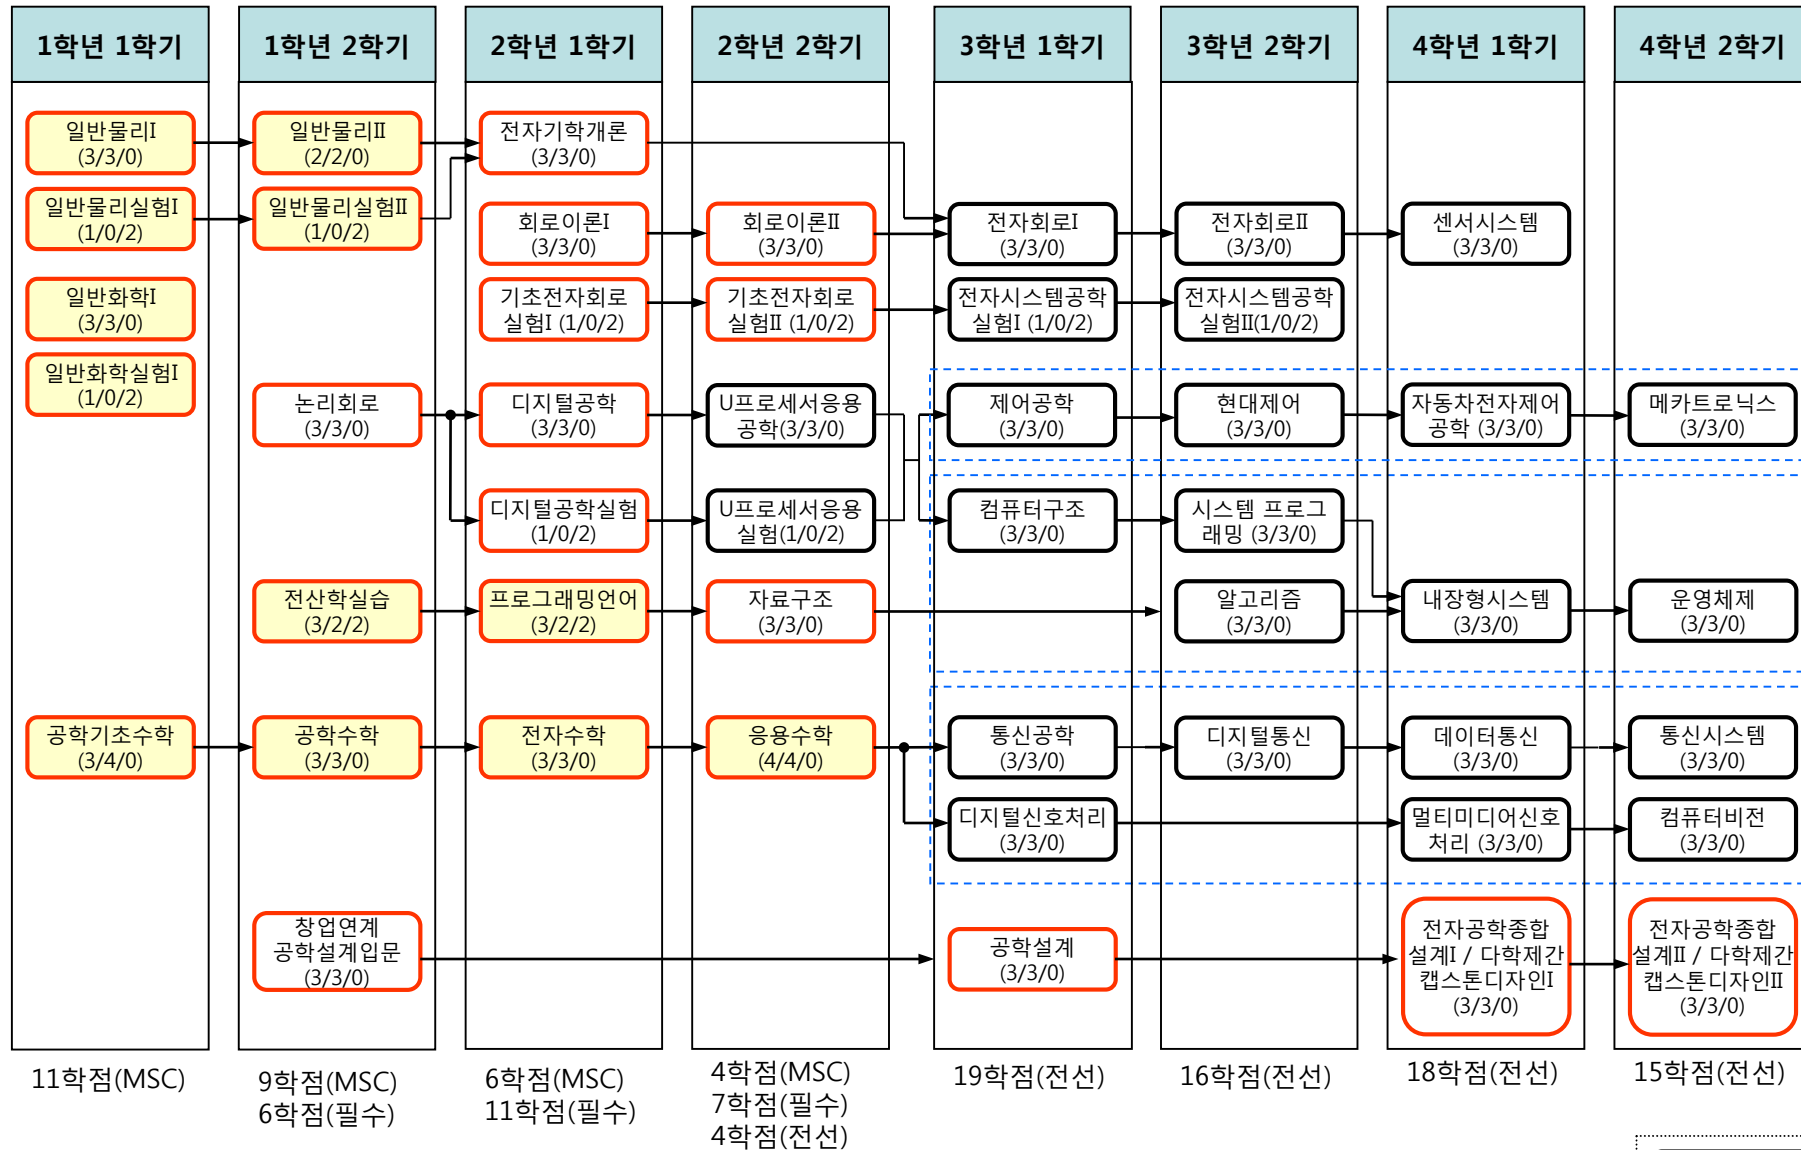 1학년 1학기
1학년 2학기
2학년 1학기
2학년 2학기
3학년 1학기
3학년 2학기
4학년 1학기
4학년 2학기
일반물리I
(3/3/0)
일반물리II
(2/2/0)
전자기학개론
(3/3/0)
일반물리실험I
(1/0/2)
일반물리실험II
(1/0/2)
회로이론I
(3/3/0)
회로이론II
(3/3/0)
전자회로I
(3/3/0)
전자회로II
(3/3/0)
센서시스템
(3/3/0)
일반화학I
(3/3/0)
기초전자회로
실험I (1/0/2)
기초전자회로
실험II (1/0/2)
전자시스템공학
실험I (1/0/2)
전자시스템공학
실험II(1/0/2)
일반화학실험I
(1/0/2)
논리회로
(3/3/0)
디지털공학
(3/3/0)
U프로세서응용
공학(3/3/0)
제어공학
(3/3/0)
현대제어
(3/3/0)
자동차전자제어
공학 (3/3/0)
메카트로닉스
(3/3/0)
디지털공학실험
(1/0/2)
U프로세서응용
실험(1/0/2)
컴퓨터구조
(3/3/0)
시스템 프로그
래밍 (3/3/0)
전산학실습
(3/2/2)
프로그래밍언어
(3/2/2)
자료구조
(3/3/0)
알고리즘
(3/3/0)
내장형시스템
(3/3/0)
운영체제
(3/3/0)
공학기초수학
(3/4/0)
공학수학
(3/3/0)
전자수학
(3/3/0)
응용수학
(4/4/0)
통신공학
(3/3/0)
디지털통신
(3/3/0)
데이터통신
(3/3/0)
통신시스템
(3/3/0)
디지털신호처리
(3/3/0)
멀티미디어신호
처리 (3/3/0)
컴퓨터비전
(3/3/0)
창업연계
공학설계입문
(3/3/0)
공학설계
(3/3/0)
전자공학종합
설계I / 다학제간
캡스톤디자인I
(3/3/0)
전자공학종합
설계II / 다학제간
캡스톤디자인II
(3/3/0)
11학점(MSC)
9학점(MSC)
6학점(필수)
6학점(MSC)
11학점(필수)
4학점(MSC)
7학점(필수)
4학점(전선)
19학점(전선)
16학점(전선)
18학점(전선)
15학점(전선)